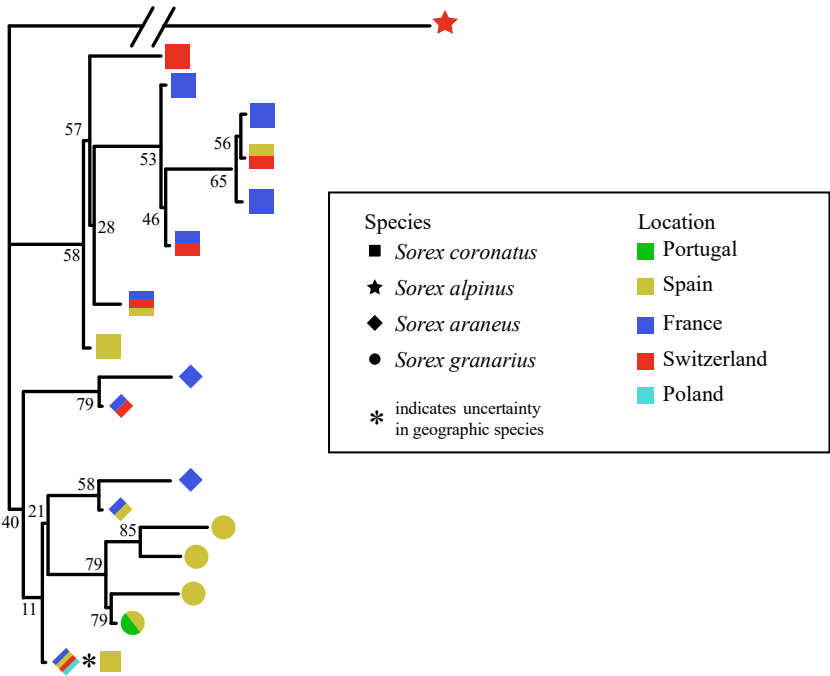 57
56
53
65
46
28
58
79
58
21
40
85
79
11
79
*
Species
Sorex coronatus
Sorex alpinus
Sorex araneus
Sorex granarius
* indicates uncertainty
in geographic species
Location
Portugal
Spain
France
Switzerland
Poland